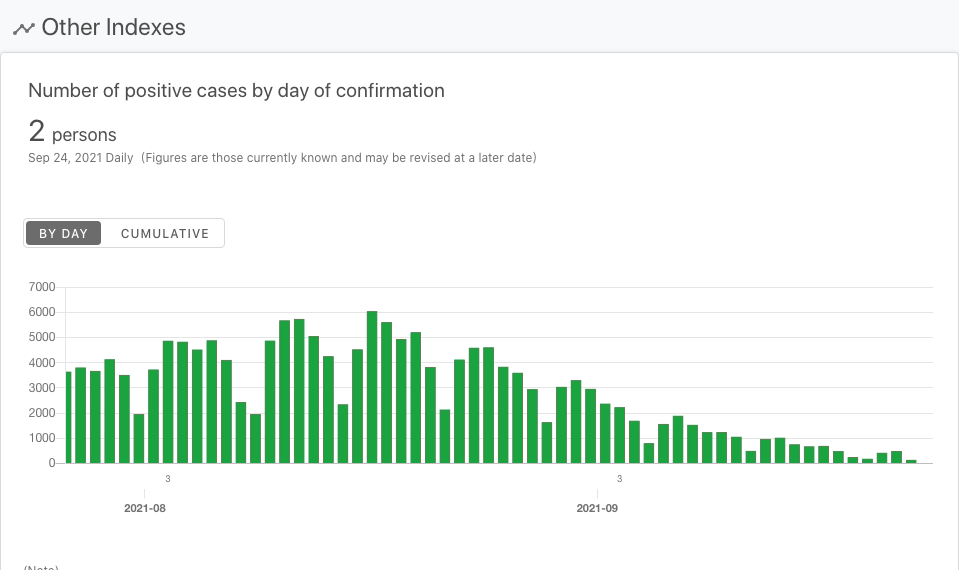 Other Indexes
Number of positive cases by day of confirmation
2 persons
Sep 24, 2021 Daily (Figures are those currently known and may be revised at a later date)
BY DAY CUMULATIVE
7000
6000
5000
4000
3000
2000
1000
0
3 3
2021-08 2021-09
(Note)